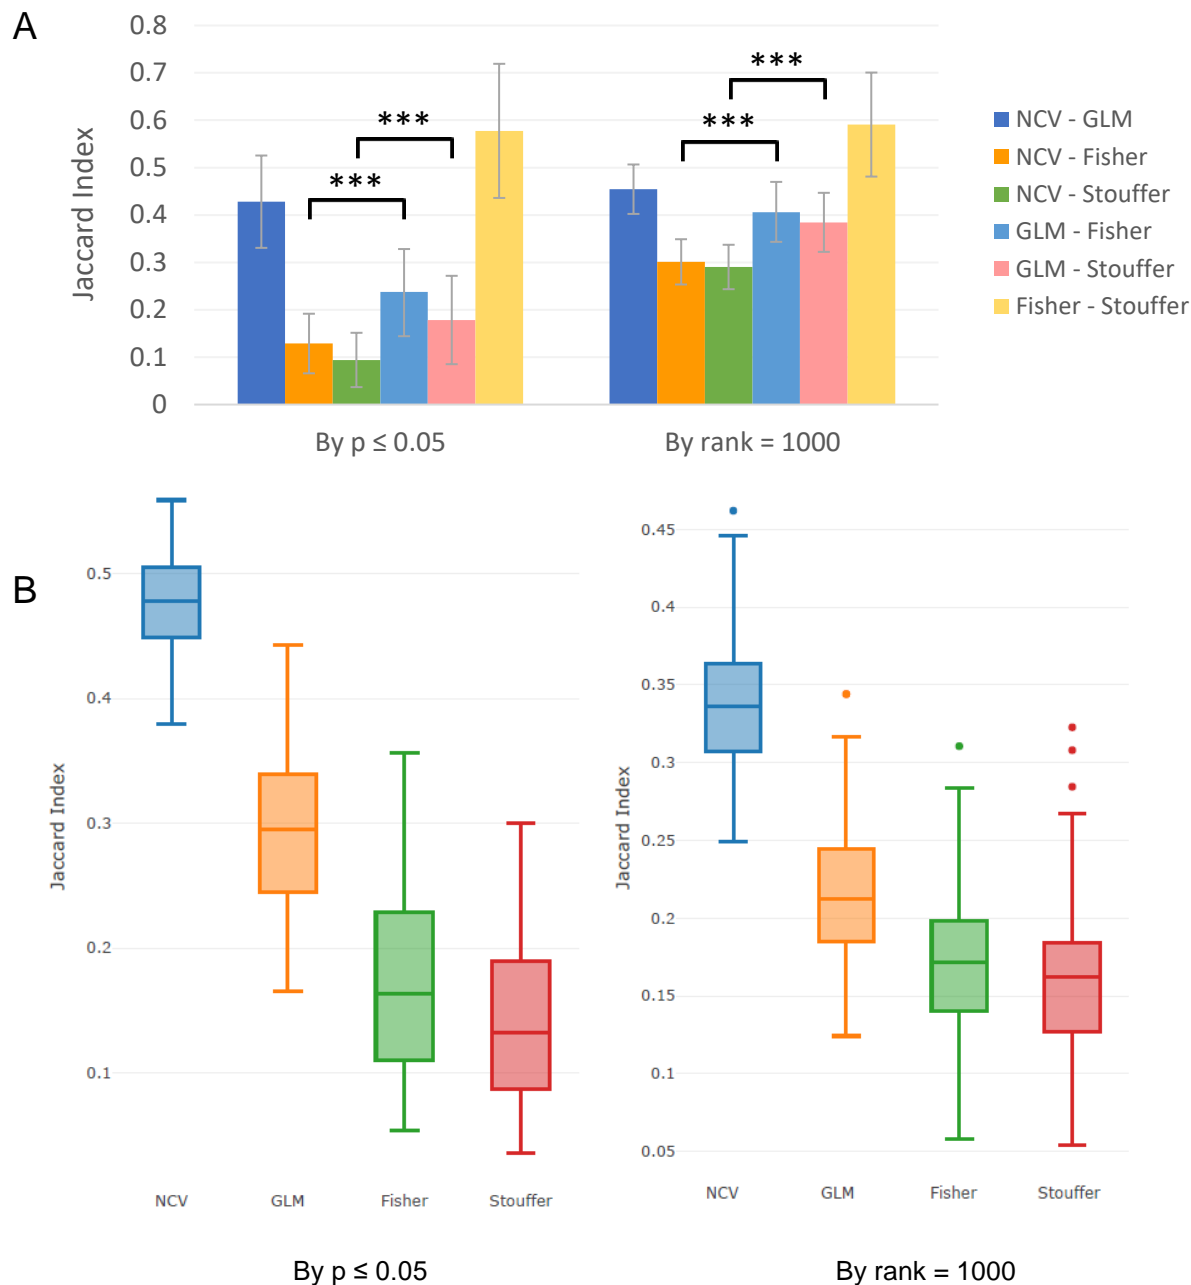 A
Jaccard Index
0.8
0.7
0.6
0.5
0.4
0.3
0.2
0.1
0
***
***
***
***
By p ≤ 0.05
By rank = 1000
NCV - GLM
NCV - Fisher
NCV - Stouffer
GLM - Fisher
GLM - Stouffer
Fisher - Stouffer
B
Jaccard Index
0.5
0.4
0.3
0.2
0.1
NCV
GLM
Fisher
Stouffer
By p ≤ 0.05
Jaccard Index
0.45
0.4
0.35
0.3
0.25
0.2
0.15
0.1
0.05
NCV
GLM
Fisher
Stouffer
By rank = 1000